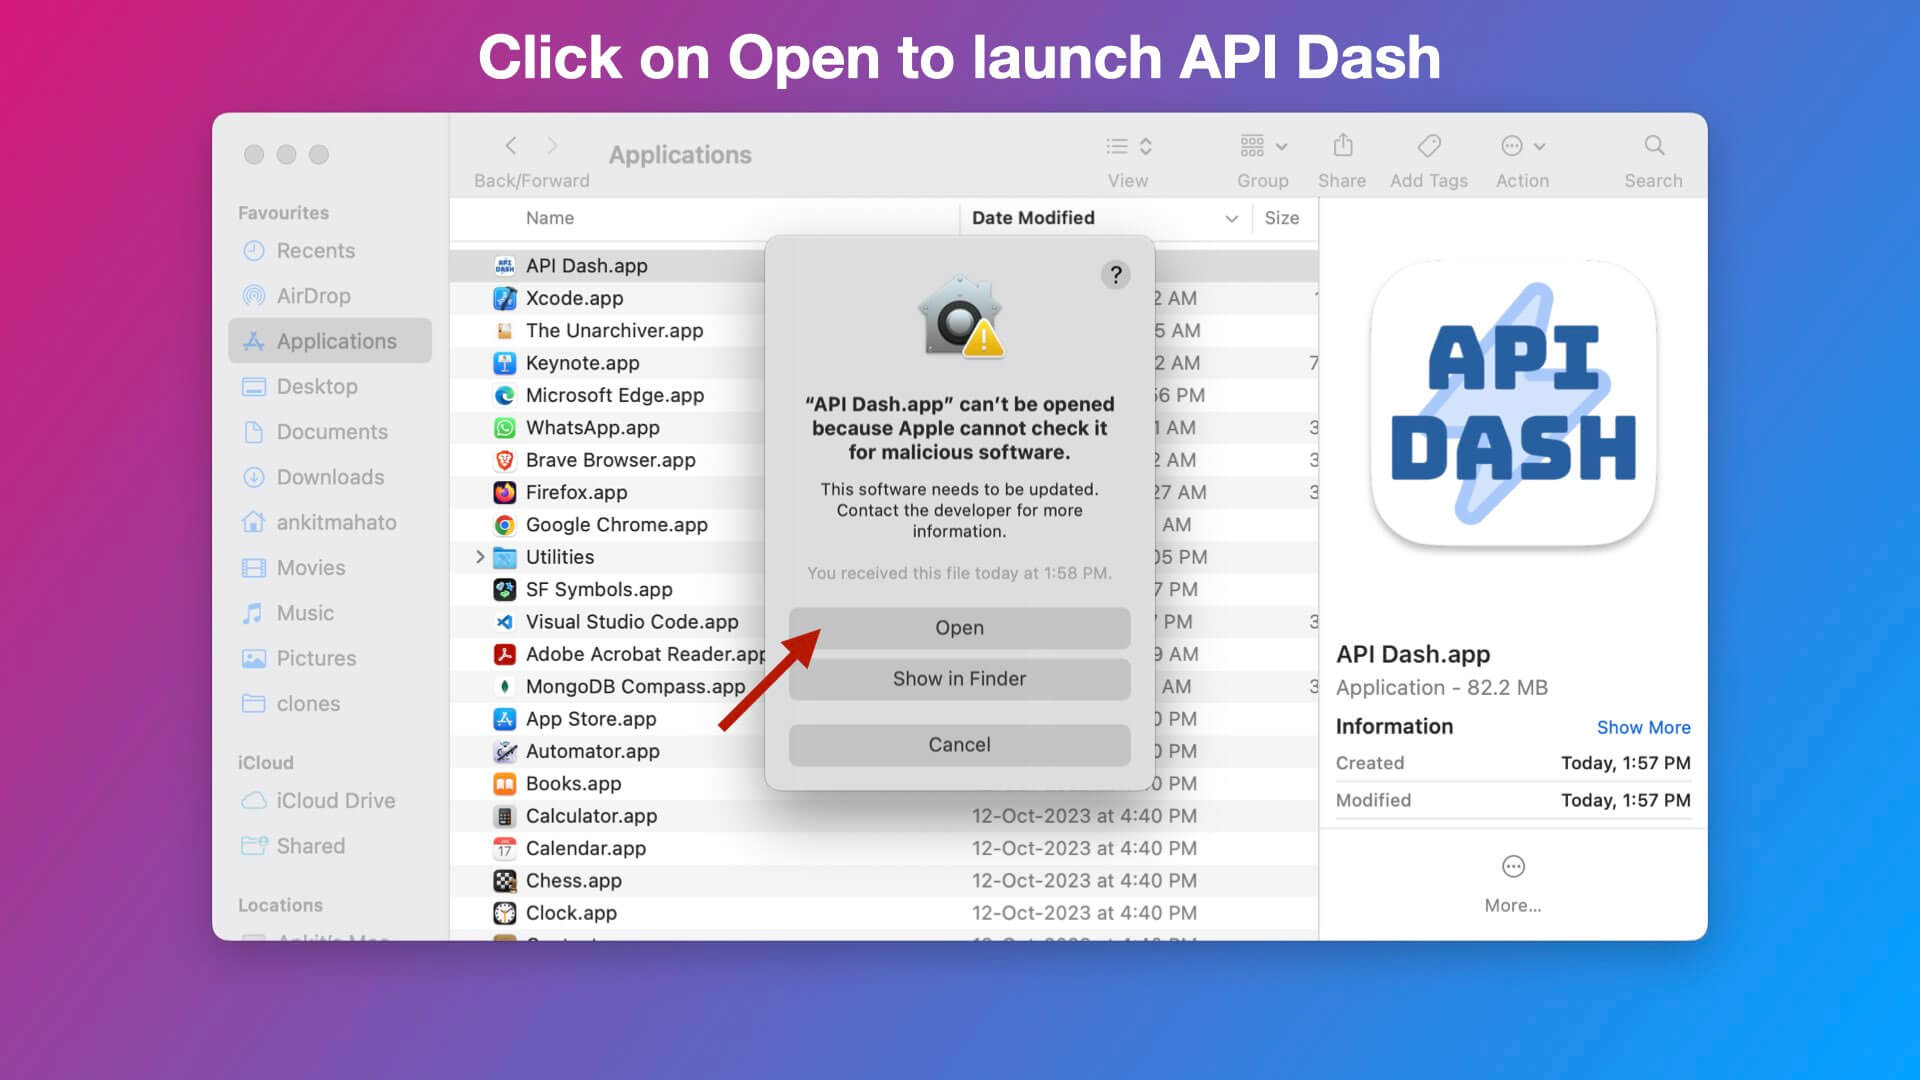 Click on Open to launch API Dash
Back/Forward
Applications
View
Group
Share
Add Tags
Action
Search
Favourites
Recents
AirDrop
Applications
Desktop
Documents
Downloads
ankitmahato
Movies
Music
Pictures
clones
iCloud
iCloud Drive
Shared
Locations
Name
Date Modified
Size
API Dash.app
Xcode.app
2 AM
The Unarchiver.app
5 AM
Keynote.app
2 AM
7
Microsoft Edge.app
56 PM
WhatsApp.app
1 AM
3
Brave Browser.app
2 AM
3
Firefox.app
27 AM
3
Google Chrome.app
AM
Utilities
05 PM
SF Symbols.app
7 PM
Visual Studio Code.app
PM
3
Adobe Acrobat Reader.app
9 AM
MongoDB Compass.app
AM
3
App Store.app
0 PM
Automator.app
0 PM
Books.app
0 PM
Calculator.app
12-Oct-2023 at 4:40 PM
Calendar.app
12-Oct-2023 at 4:40 PM
Chess.app
12-Oct-2023 at 4:40 PM
Clock.app
12-Oct-2023 at 4:40 PM
?
“API Dash.app” can’t be opened
because Apple cannot check it
for malicious software.
This software needs to be updated.
Contact the developer for more
information.
You received this file today at 1:58 PM.
Open
Show in Finder
Cancel
API
DASH
API Dash.app
Application - 82.2 MB
Information
Show More
Created
Today, 1:57 PM
Modified
Today, 1:57 PM
More...